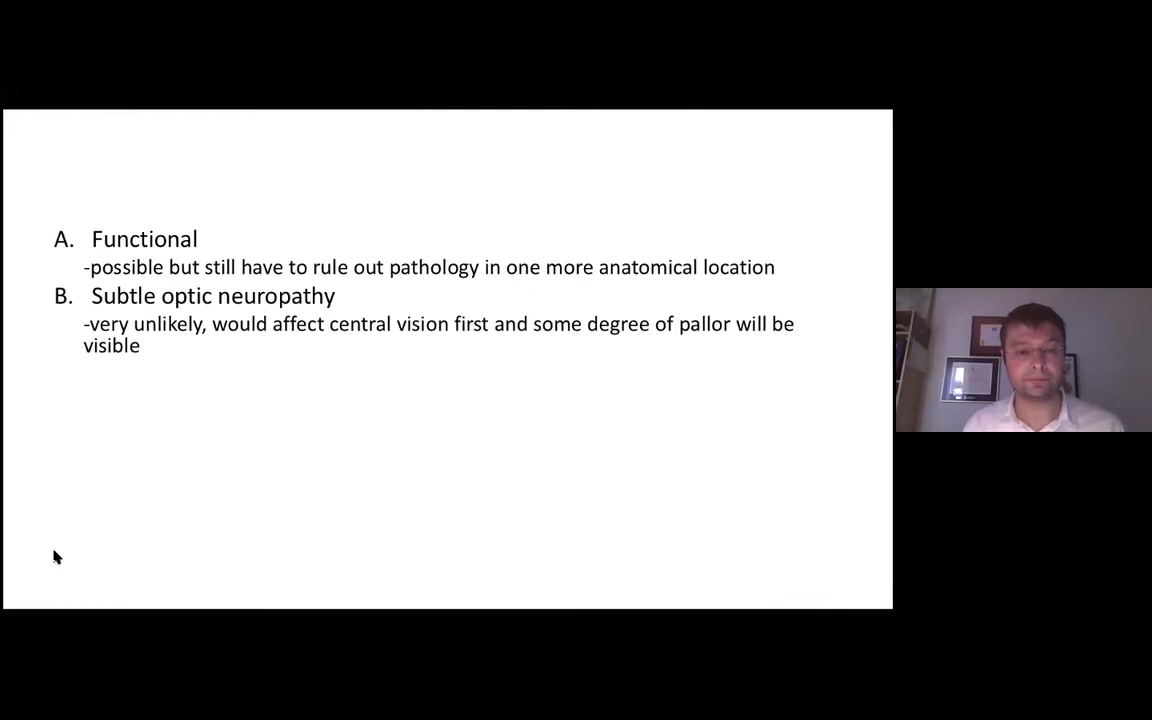 A. Functional
-possible but still have to rule out pathology in one more anatomical location
B. Subtle optic neuropathy
-very unlikely, would affect central vision first and some degree of pallor will be
visible